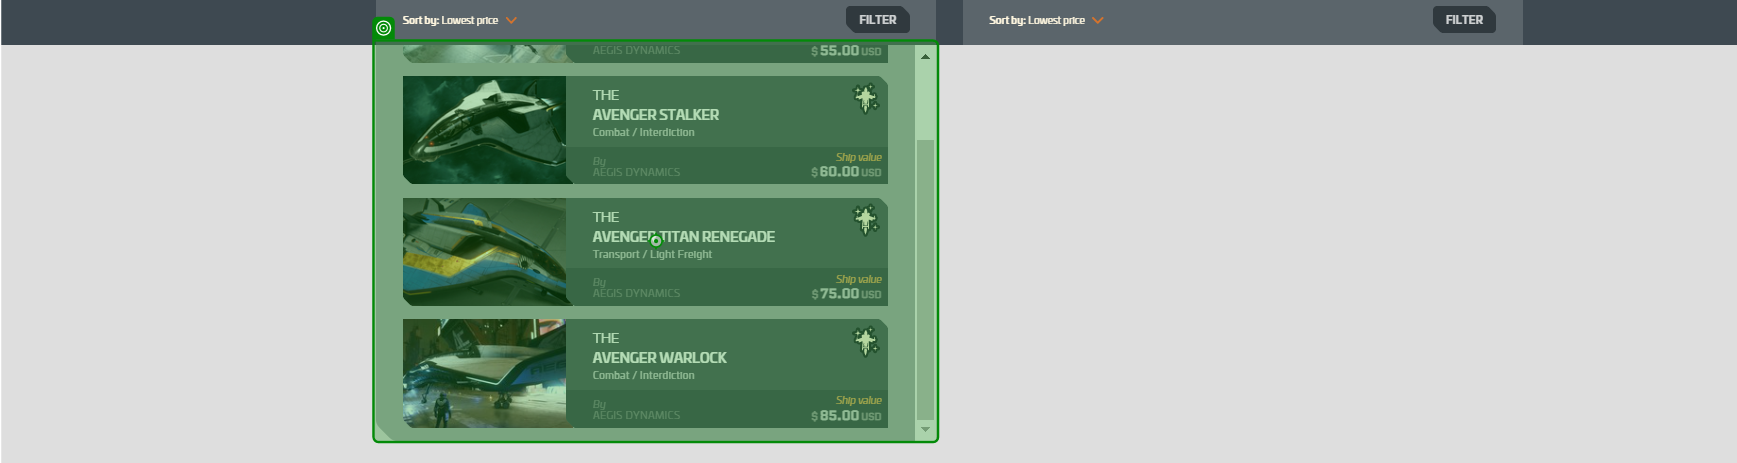 Sort by: Lowest price
FILTER
Sort by: Lowest price
FILTER
AEGIS DYNAMICS
$ 55.00 USD
THE
AVENGER STALKER
Combat / Interdiction
By
AEGIS DYNAMICS
Ship value
$ 60.00 USD
THE
AVENGER TITAN RENEGADE
Transport / Light Freight
By
AEGIS DYNAMICS
Ship value
$ 75.00 USD
THE
AVENGER WARLOCK
Combat / Interdiction
By
AEGIS DYNAMICS
Ship value
$ 85.00 USD